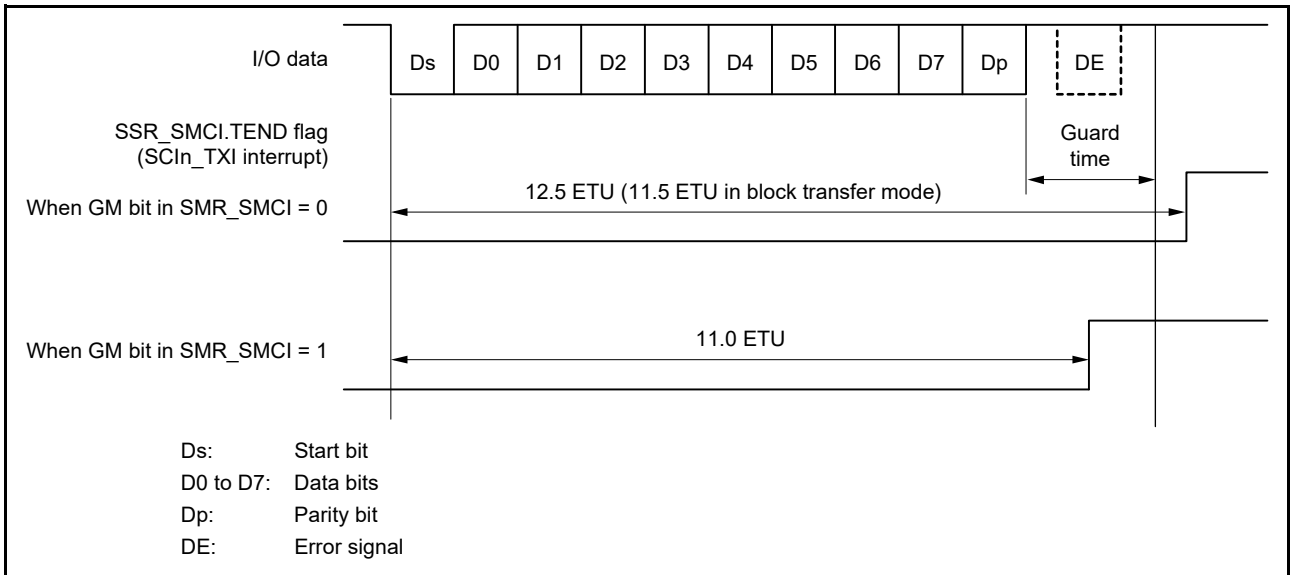 I/O data
Ds D0 D1 D2 D3 D4 D5 D6 D7 Dp DE
SSR_SMCI.TEND flag
(SCIn_TXI interrupt)
Guard
time
When GM bit in SMR_SMCI = 0
12.5 ETU (11.5 ETU in block transfer mode)
When GM bit in SMR_SMCI = 1
11.0 ETU
Ds: Start bit
D0 to D7: Data bits
Dp: Parity bit
DE: Error signal